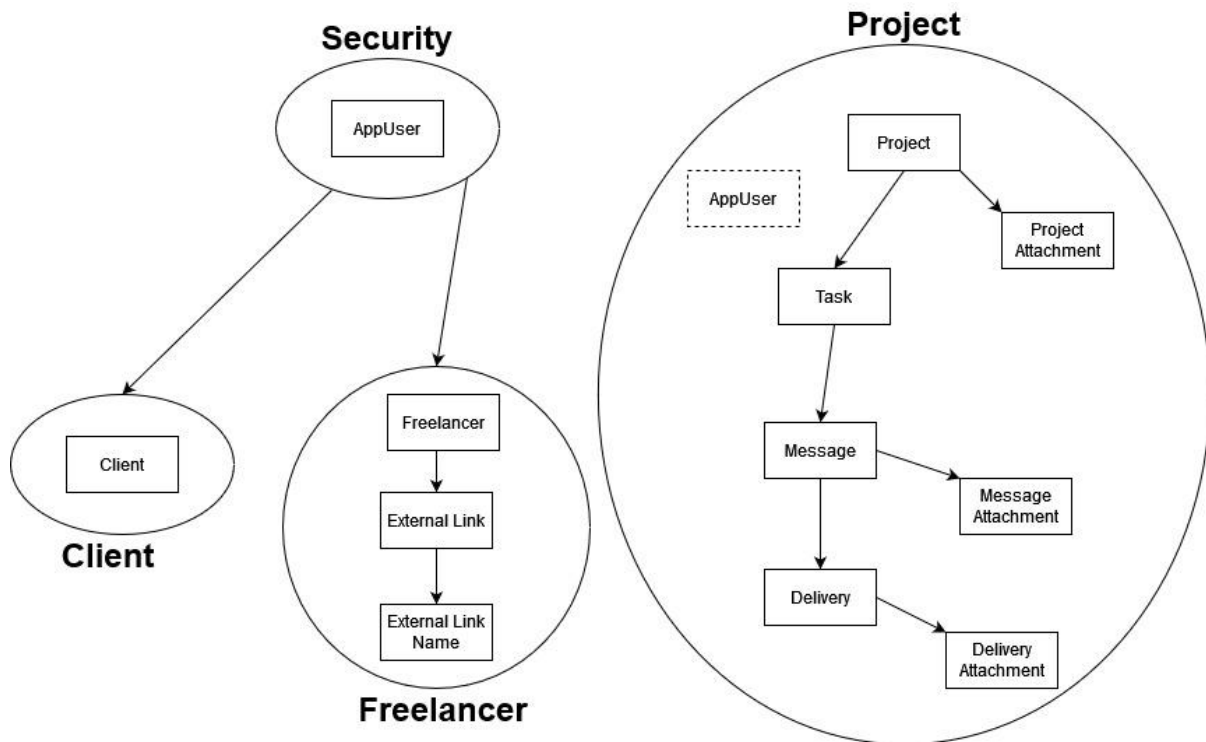 Security
Project
AppUser
Project
AppUser
Project
Attachment
Task
Freelancer
Client
Message
External Link
Message
Attachment
Client
Delivery
External Link
Name
Delivery
Attachment
Freelancer